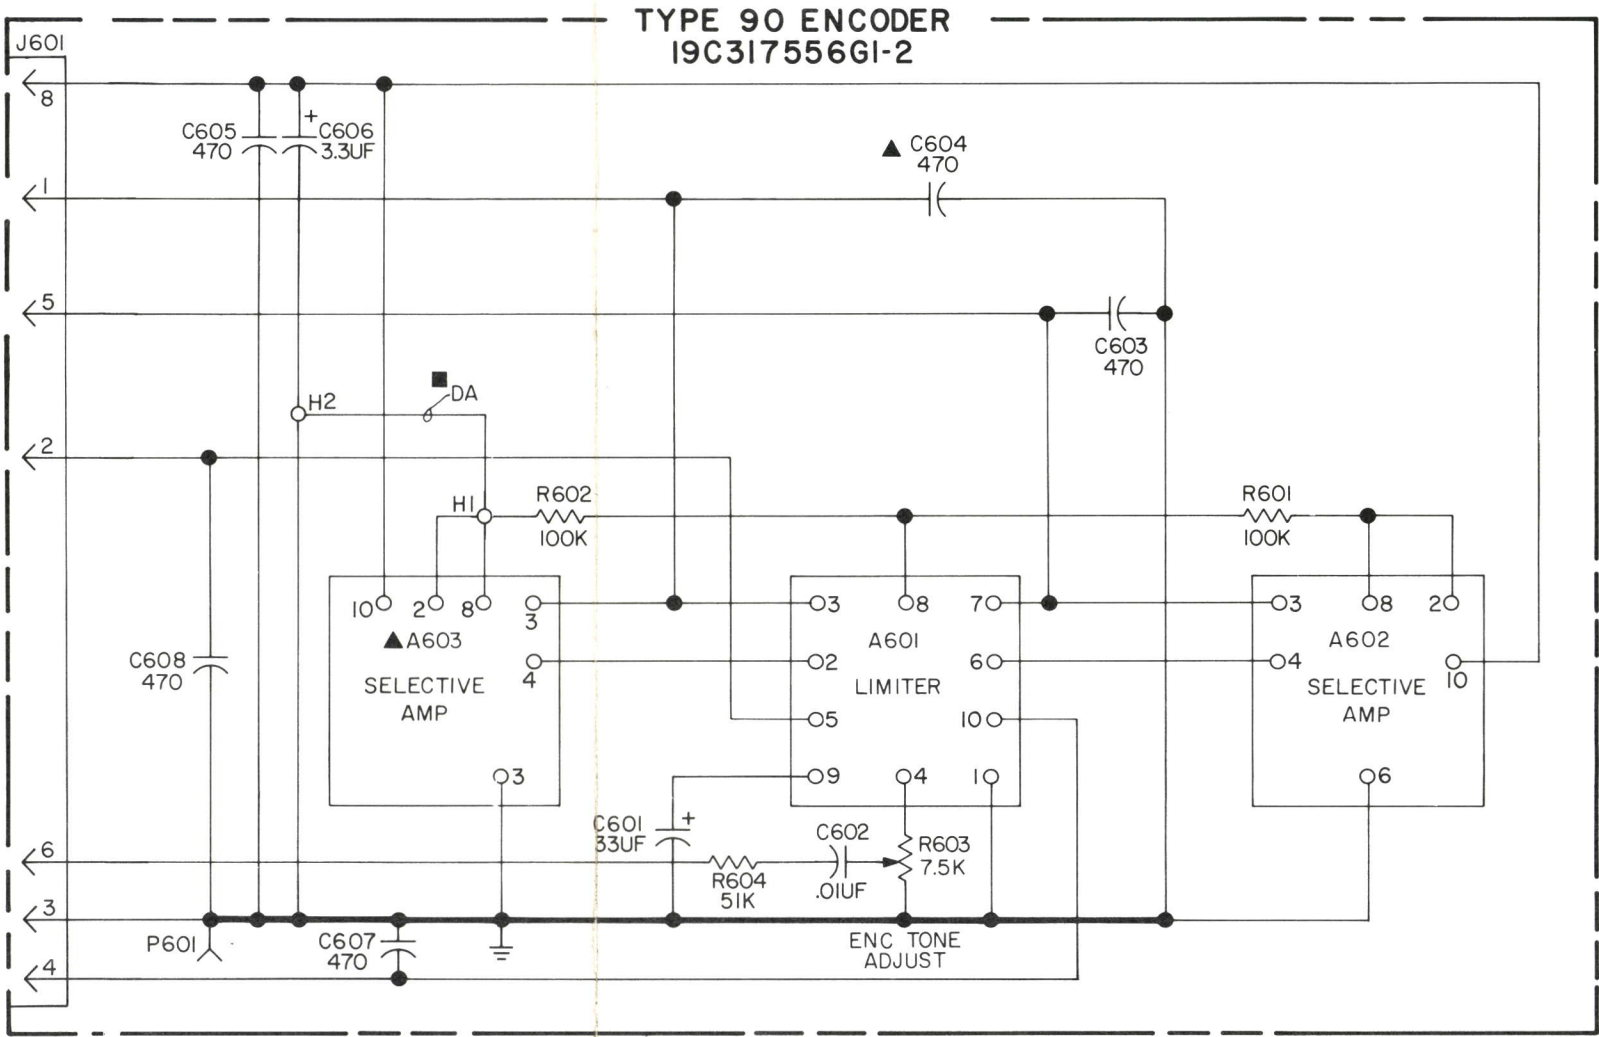 TYPE 90 ENCODER
19C317556G1-2
J601
8
C605
470
+
C606
3.3UF
▲ C604
470
1
5
C603
470
■
DA
H2
2
H1
R602
100K
R601
100K
10
2
8
3
▲ A603
4
SELECTIVE
AMP
3
3
8
7
A601
2
6
LIMITER
5
10
9
4
1
3
8
2
A602
4
10
SELECTIVE
AMP
6
C608
470
C601
33UF
+
C602
.01UF
R603
7.5K
6
R604
51K
3
P601
C607
470
ENC TONE
ADJUST
4